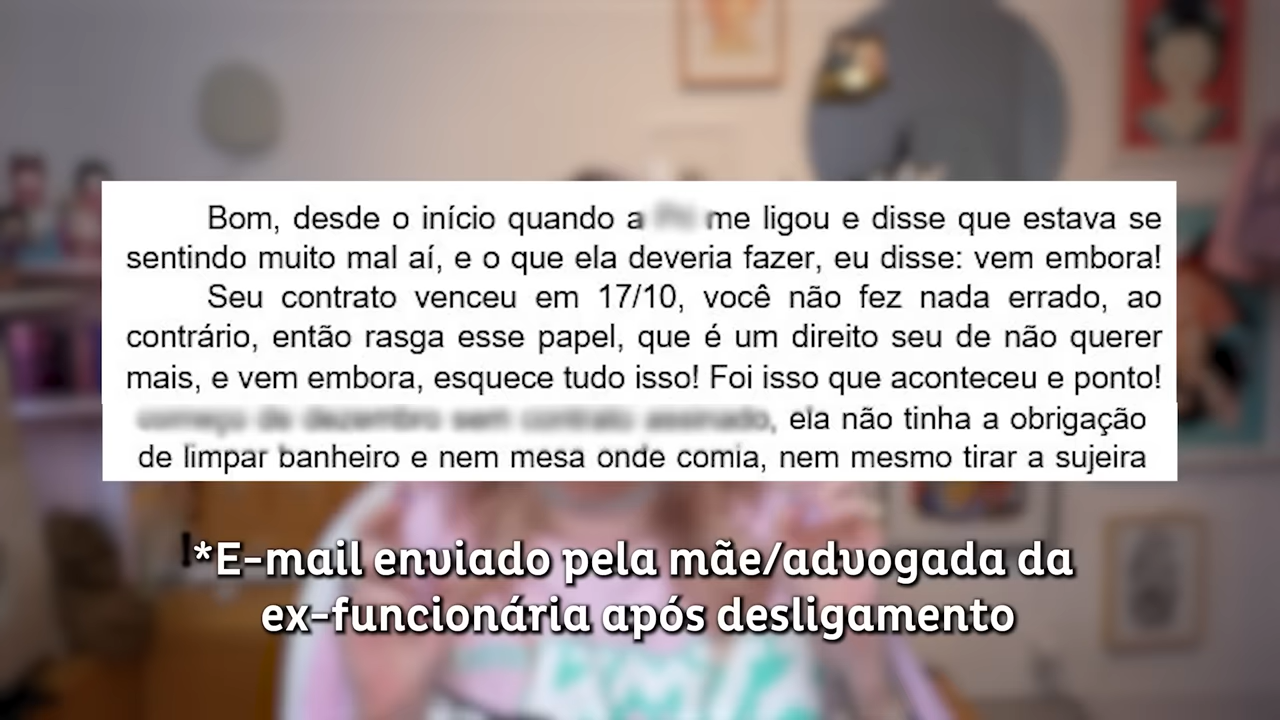 Bom, desde o início quando a me ligou e disse que estava se
sentindo muito mal aí, e o que ela deveria fazer, eu disse: vem embora!
Seu contrato venceu em 17/10, você não fez nada errado, ao
contrário, então rasga esse papel, que é um direito seu de não querer
mais, e vem embora, esquece tudo isso! Foi isso que aconteceu e ponto!
, ela não tinha a obrigação
de limpar banheiro e nem mesa onde comia, nem mesmo tirar a sujeira
*E-mail enviado pela mãe/advogada da
ex-funcionária após desligamento